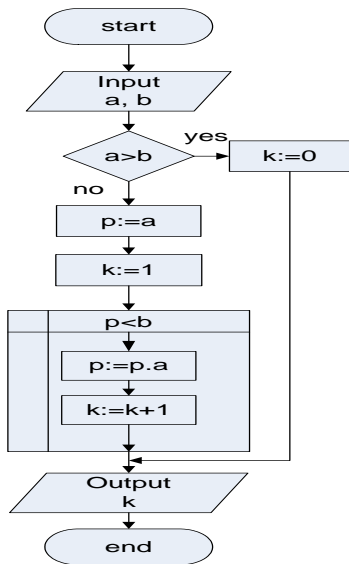 start
Input
a, b
a>b
yes
k:=0
no
p:=a
k:=1
p<b
p:=p.a
k:=k+1
Output
k
end